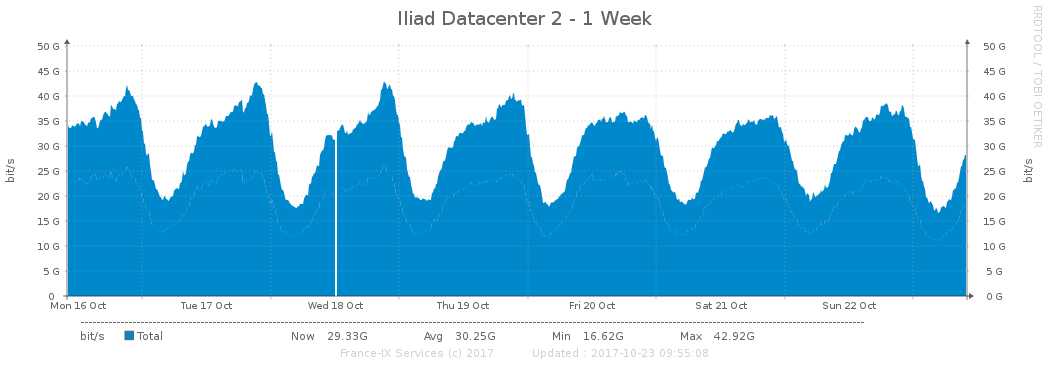 Iliad Datacenter 2 - 1 Week
RRDTOOL / TOBI OETIKER
50 G 50 G
45 G 45 G
40 G 40 G
35 G 35 G
30 G 30 G
25 G 25 G
20 G 20 G
15 G 15 G
10 G 10 G
5 G 5 G
0 0 G
bit/s bit/s
Mon 16 Oct Tue 17 Oct Wed 18 Oct Thu 19 Oct Fri 20 Oct Sat 21 Oct Sun 22 Oct
bit/s Total Now 29.33G Avg 30.25G Min 16.62G Max 42.92G
France-IX Services (c) 2017 Updated : 2017-10-23 09:55:08